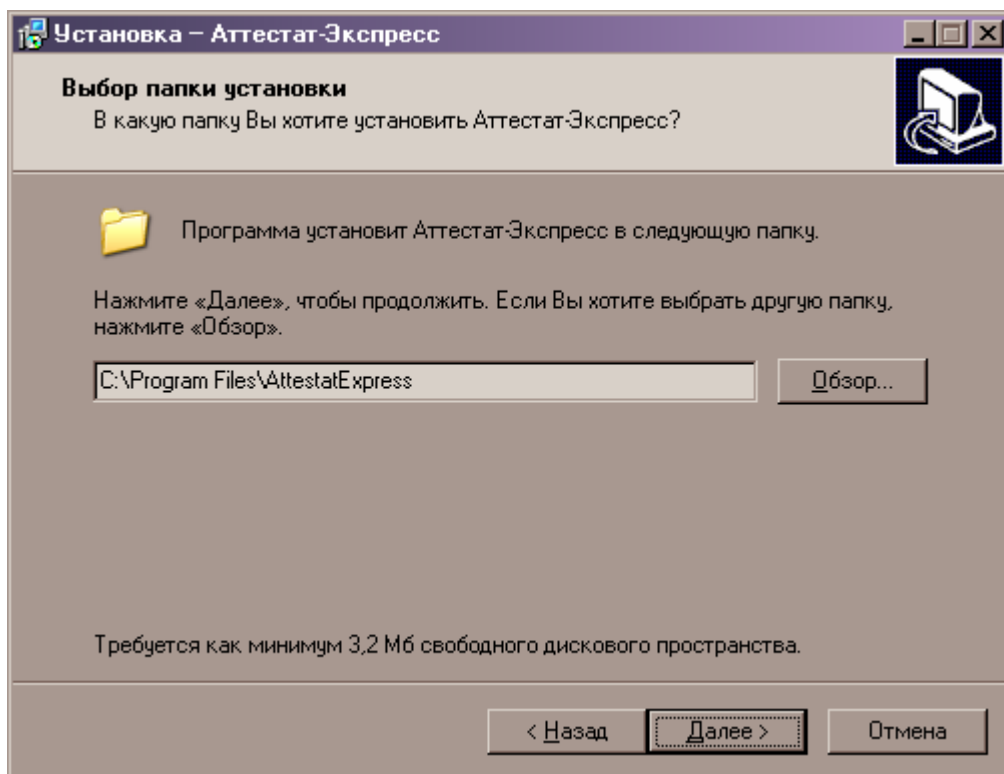 Установка – Аттестат-Экспресс
Выбор папки установки
В какую папку Вы хотите установить Аттестат-Экспресс?
Программа установит Аттестат-Экспресс в следующую папку.
Нажмите «Далее», чтобы продолжить. Если Вы хотите выбрать другую папку,
нажмите «Обзор».
C:\Program Files\AttestatExpress
Обзор...
Требуется как минимум 3,2 Мб свободного дискового пространства.
< Назад
Далее >
Отмена